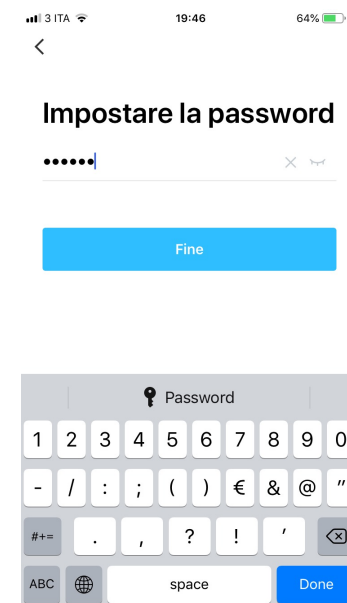 3 ITA 19:46 64%
Impostare la password
••••••
Fine
Password
1 2 3 4 5 6 7 8 9 0
- / : ; ( ) € & @ "
#+= . , ? ! '
ABC space Done